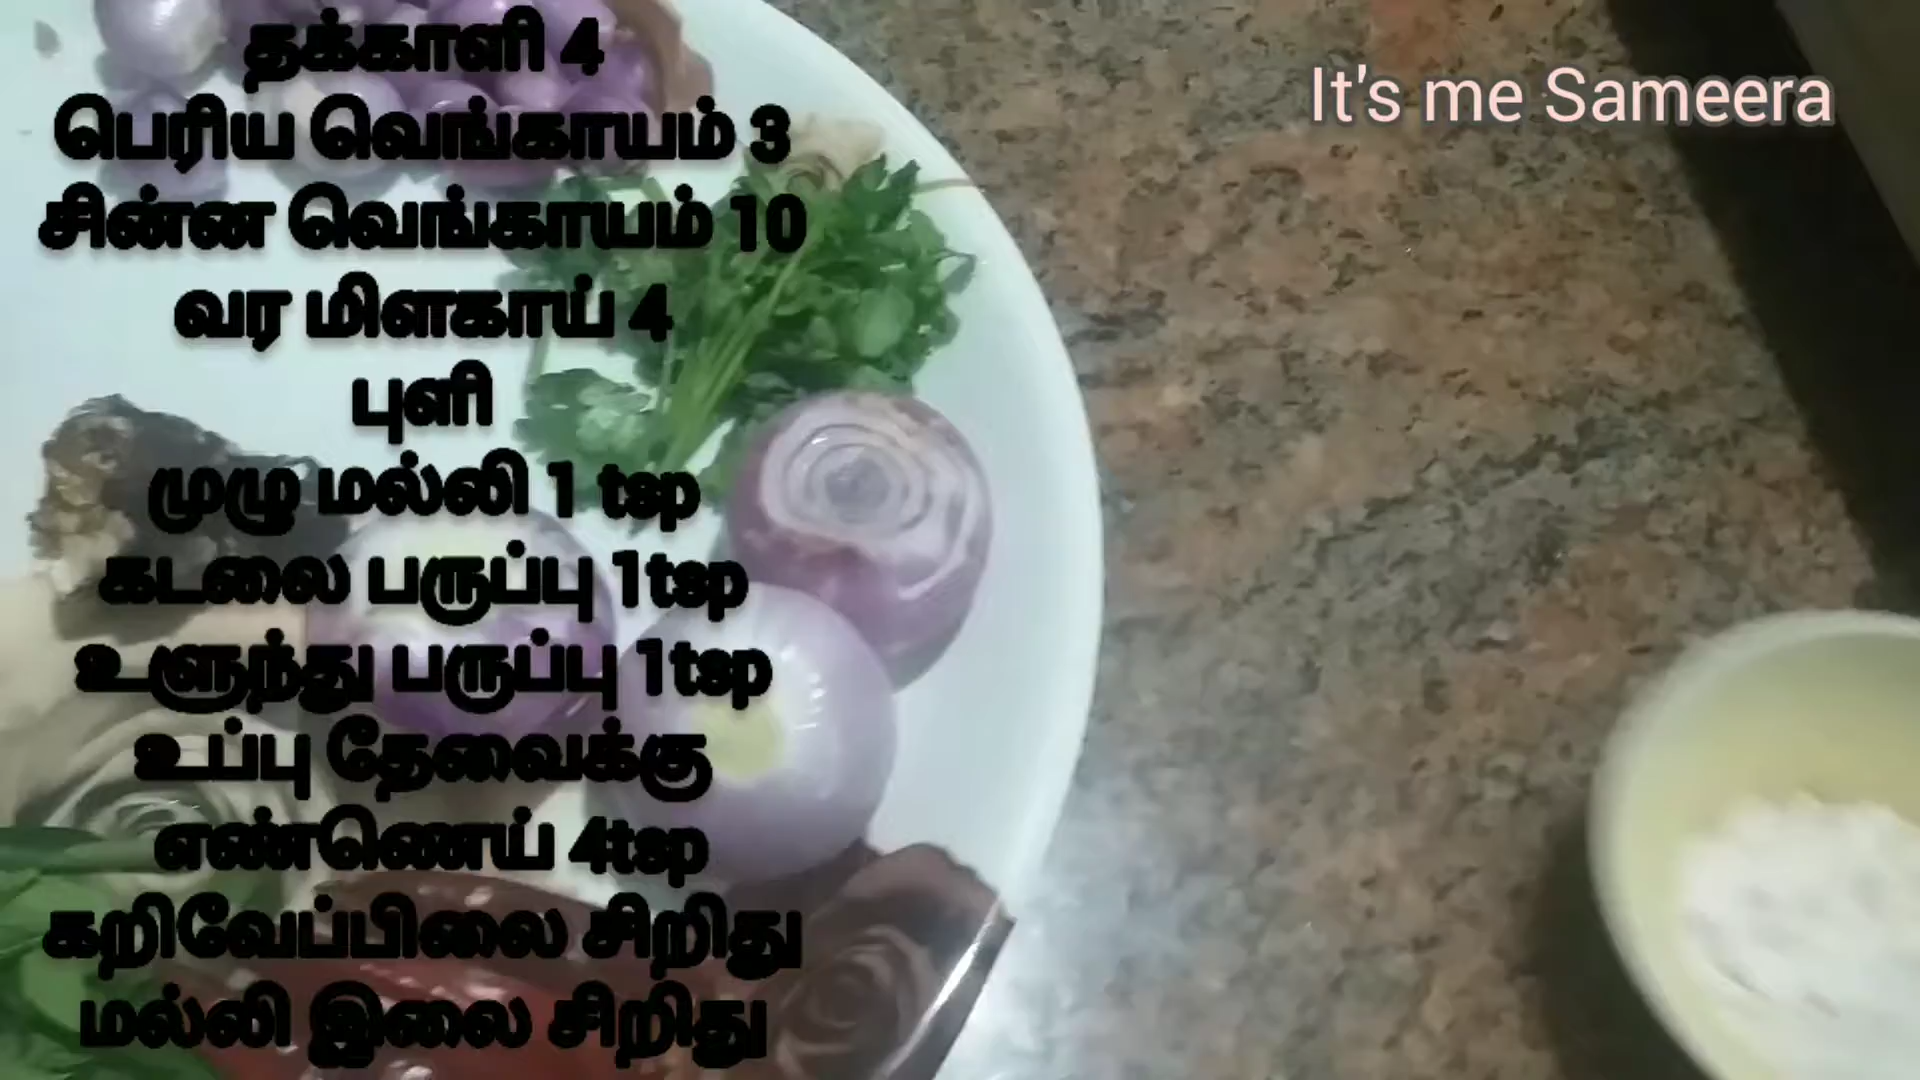 தக்காளி 4
பெரிய வெங்காயம் 3
சின்ன வெங்காயம் 10
வர மிளகாய் 4
புளி
முழு மல்லி 1 tsp
கடலை பருப்பு 1tsp
உளுந்து பருப்பு 1tsp
உப்பு தேவைக்கு
எண்ணெய் 4tsp
கறிவேப்பிலை சிறிது
மல்லி இலை சிறிது
It's me Sameera